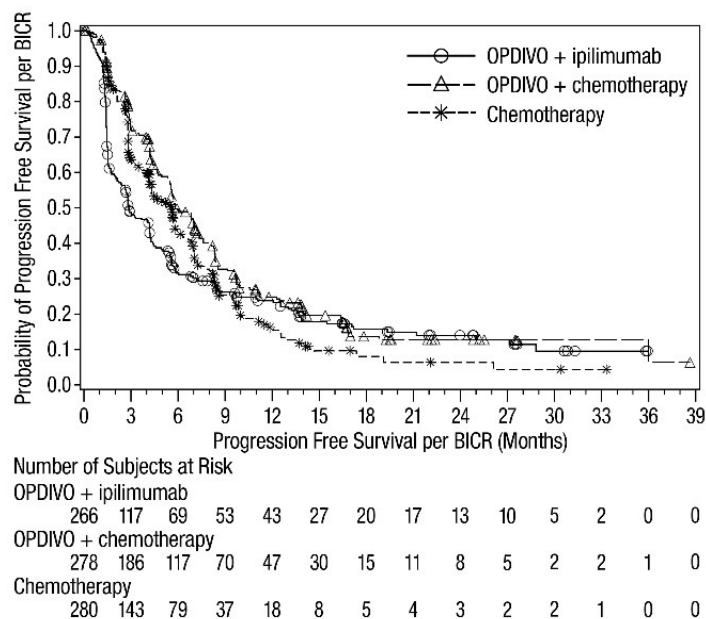 Probability of Progression Free Survival per BICR
1.0
0.9
0.8
0.7
0.6
0.5
0.4
0.3
0.2
0.1
0.0
OPDIVO + ipilimumab
OPDIVO + chemotherapy
Chemotherapy
0 3 6 9 12 15 18 21 24 27 30 33 36 39
Progression Free Survival per BICR (Months)
Number of Subjects at Risk
OPDIVO + ipilimumab
266 117 69 53 43 27 20 17 13 10 5 2 0 0
OPDIVO + chemotherapy
278 186 117 70 47 30 15 11 8 5 2 2 1 0
Chemotherapy
280 143 79 37 18 8 5 4 3 2 2 1 0 0